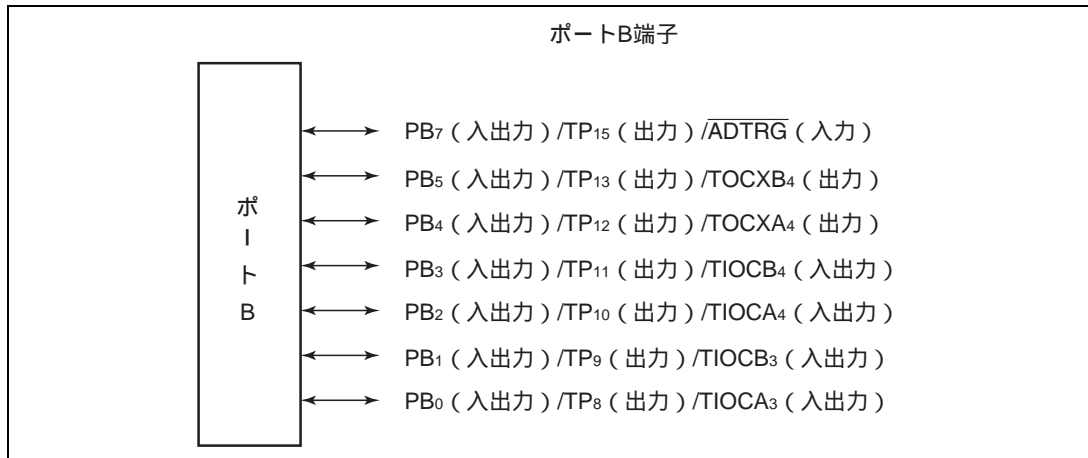 ポートB端子
PB7(入出力)/TP15(出力)/ADTRG(入力)
PB5(入出力)/TP13(出力)/TOCXB4(出力)
PB4(入出力)/TP12(出力)/TOCXA4(出力)
PB3(入出力)/TP11(出力)/TIOCB4(入出力)
PB2(入出力)/TP10(出力)/TIOCA4(入出力)
PB1(入出力)/TP9(出力)/TIOCB3(入出力)
PB0(入出力)/TP8(出力)/TIOCA3(入出力)
ポートB